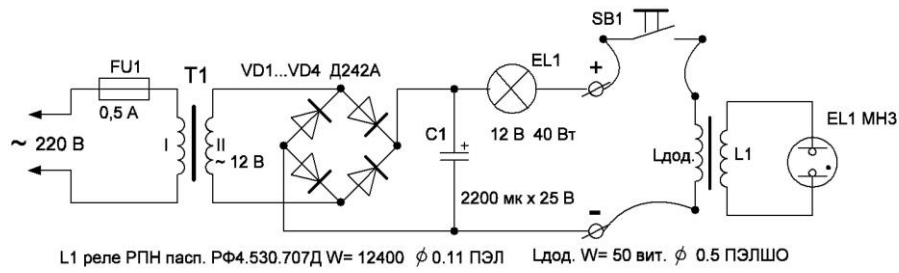 SB1
FU1
T1
VD1...VD4 Д242А
EL1
+
0,5 А
~ 220 В
I
II
~ 12 В
C1
+
12 В 40 Вт
Lдод.
L1
EL1 МН3
2200 мк х 25 В
-
L1 реле РПН пасп. РФ4.530.707Д W= 12400 ϕ 0.11 ПЭЛ Lдод. W= 50 вит. ϕ 0.5 ПЭЛШО